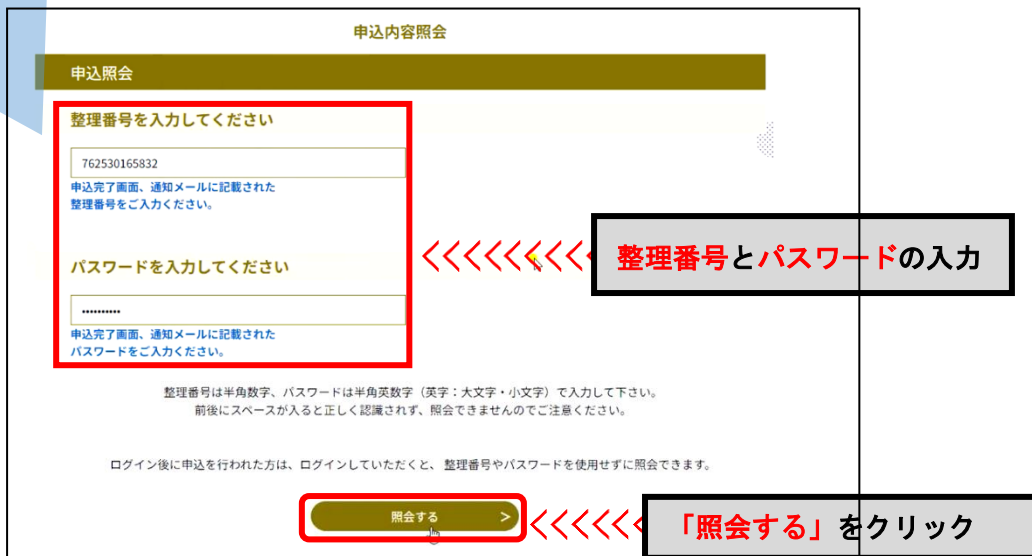 申込内容照会
申込照会
整理番号を入力してください
762530165832
申込完了画面、通知メールに記載された
整理番号をご入力ください。
整理番号とパスワードの入力
パスワードを入力してください
••••••••••
申込完了画面、通知メールに記載された
パスワードをご入力ください。
整理番号は半角数字、パスワードは半角英数字（英字：大文字・小文字）で入力して下さい。
前後にスペースが入ると正しく認識されず、照会できませんのでご注意ください。
ログイン後に申込を行われた方は、ログインしていただくと、 整理番号やパスワードを使用せずに照会できます。
照会する >
「照会する」をクリック